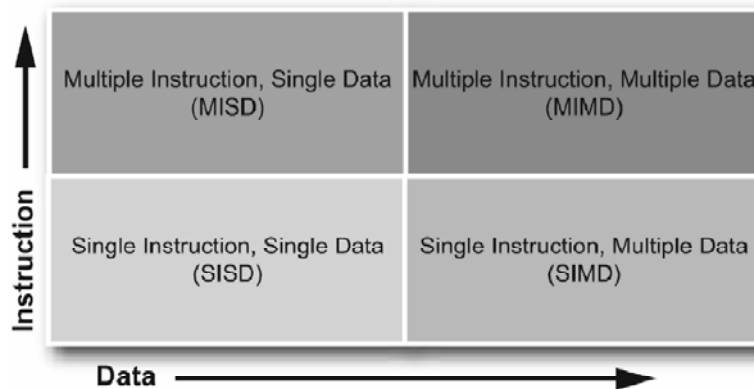 Multiple Instruction, Single Data
(MISD)
Multiple Instruction, Multiple Data
(MIMD)
Single Instruction, Single Data
(SISD)
Single Instruction, Multiple Data
(SIMD)
Instruction
Data